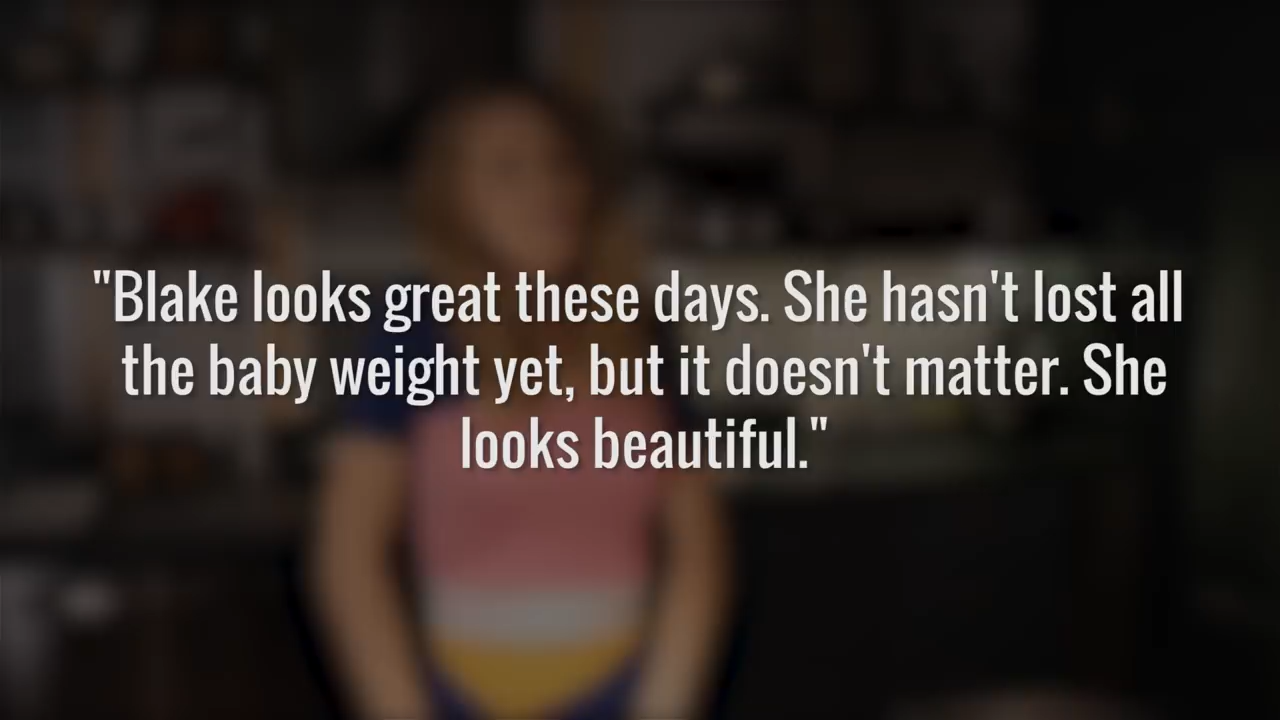 "Blake looks great these days. She hasn't lost all
the baby weight yet, but it doesn't matter. She
looks beautiful."